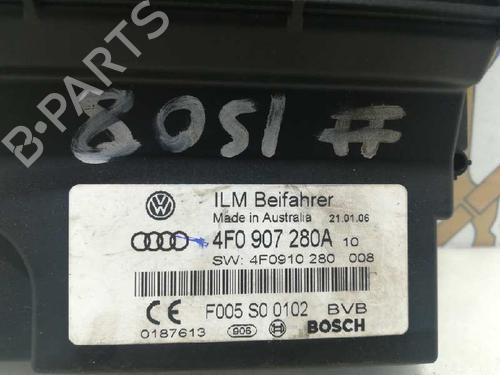 B-PARTS
8051 #
ILM Beifahrer
Made in Australia 21.01.06
4F0 907 280A 10
SW: 4F0910 280 008
CE F005 S0 0102 BVB
0187613 906 BOSCH